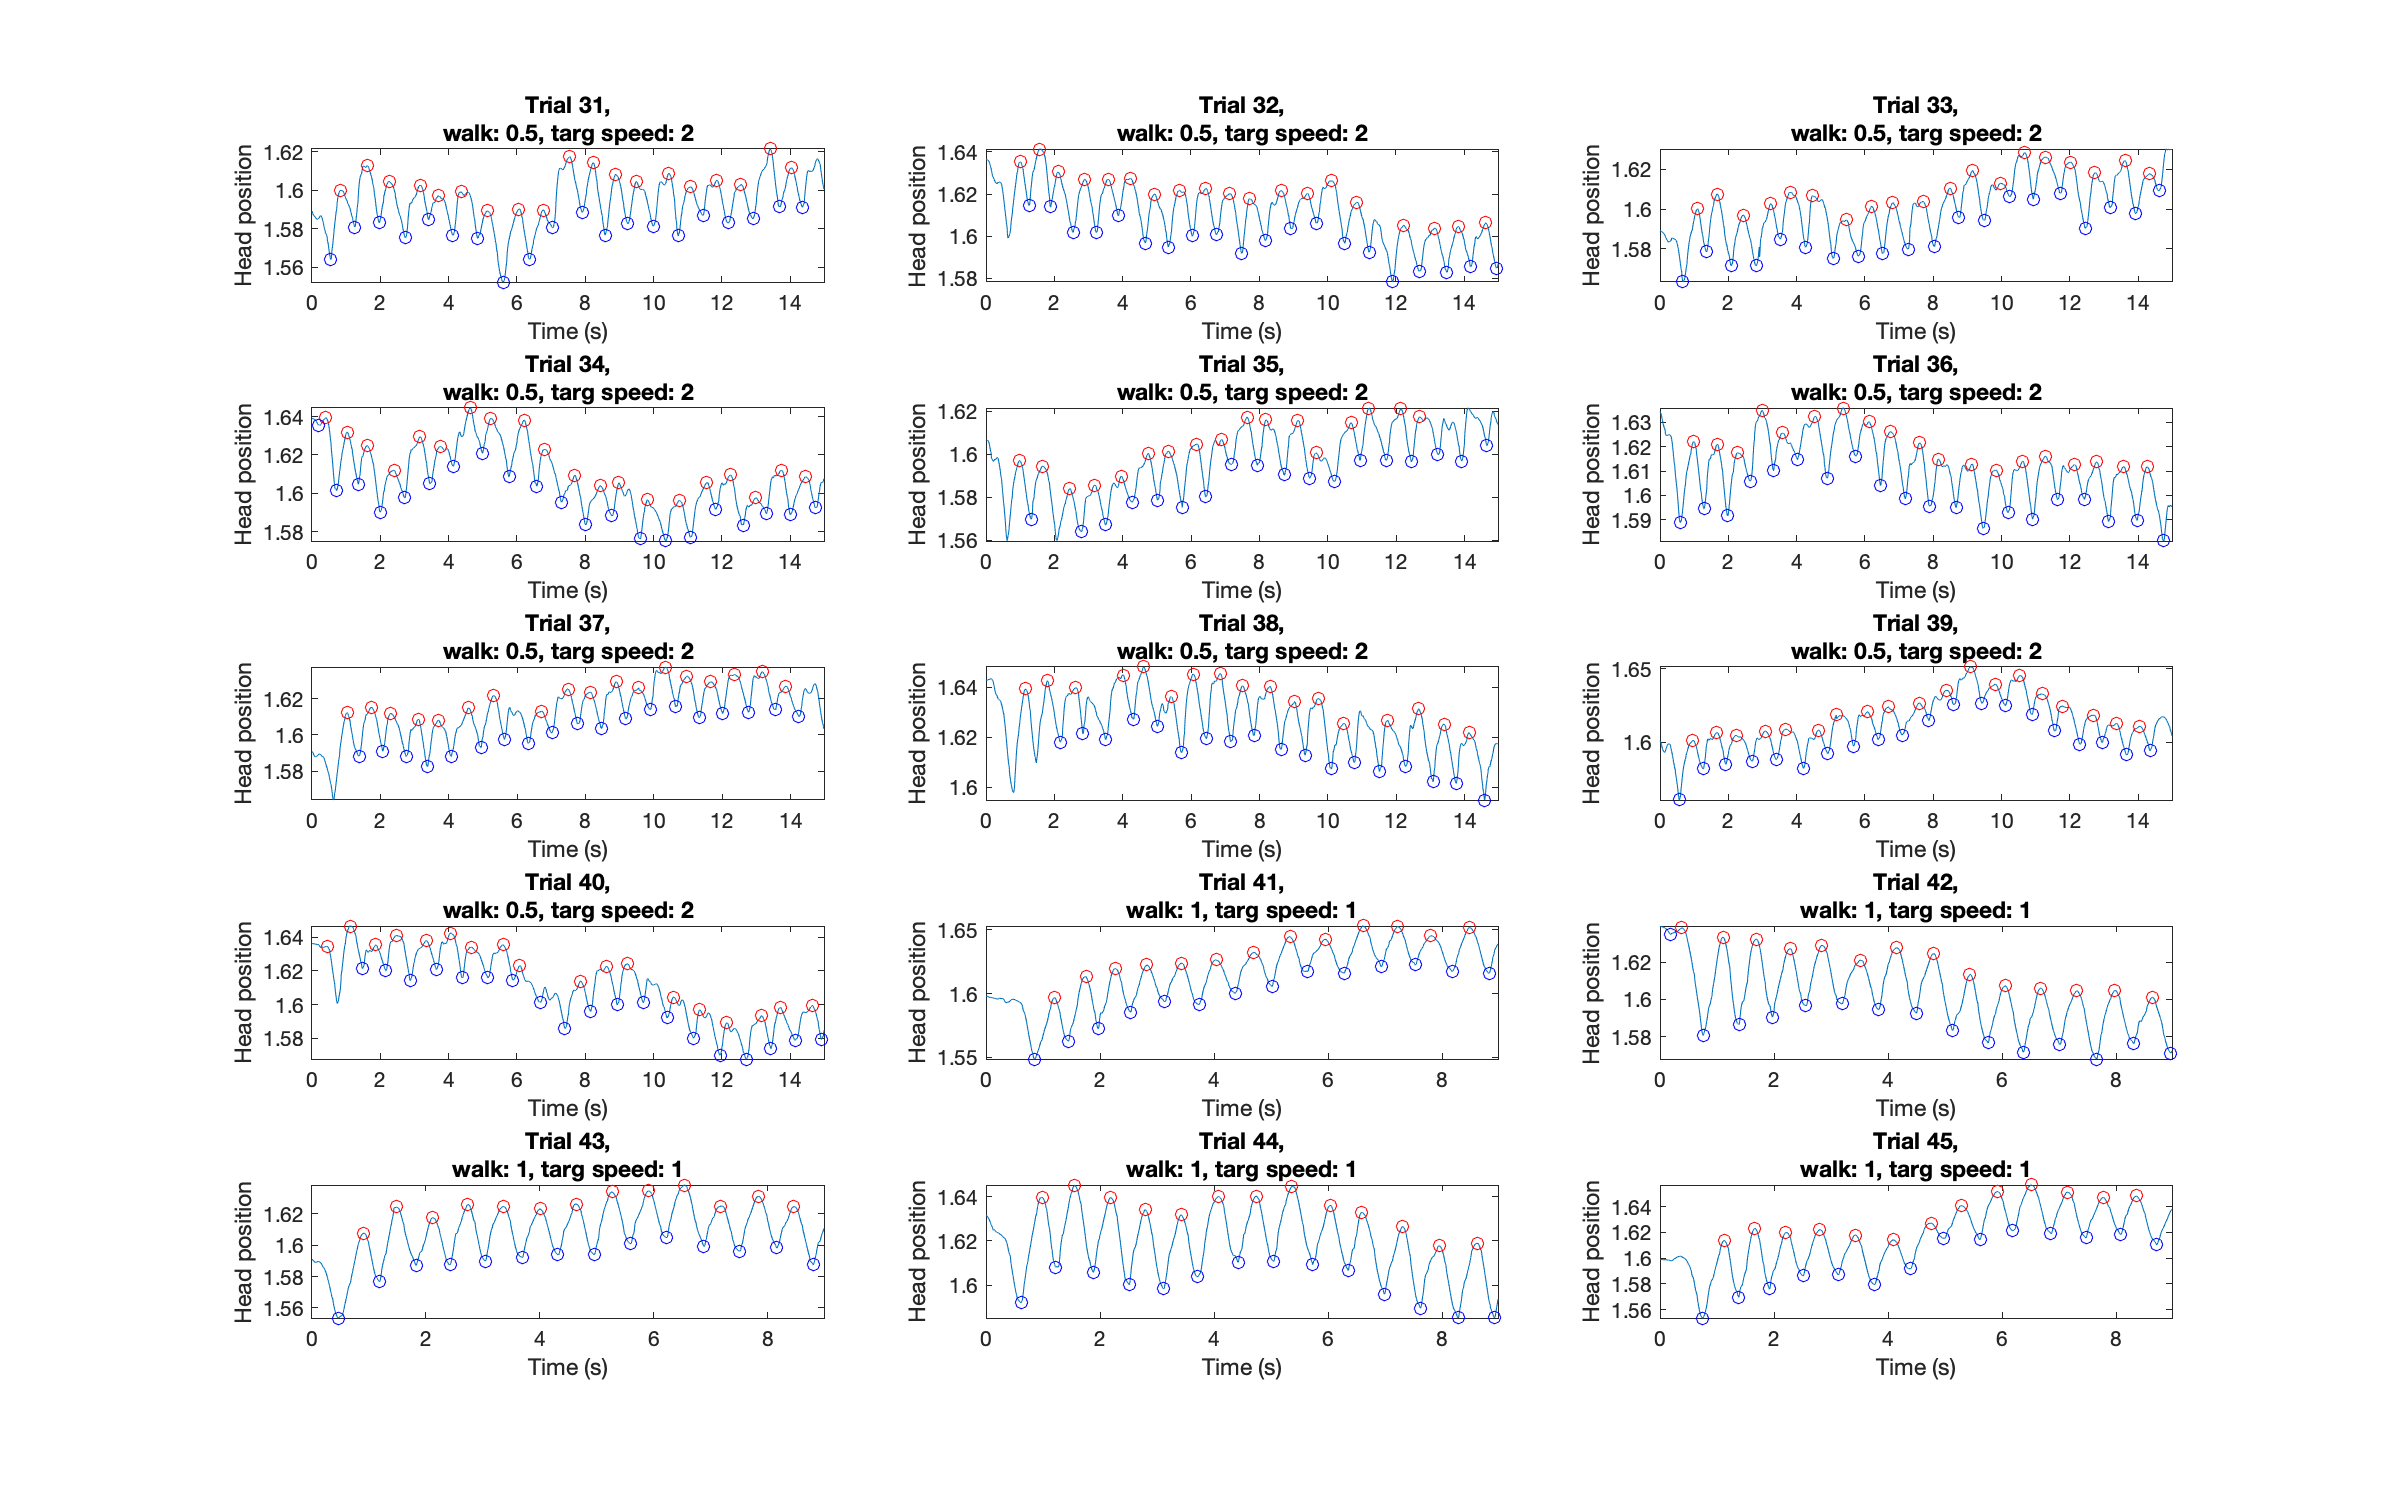 Trial 31,
walk: 0.5, targ speed: 2
Head position
1.62
1.6
1.58
1.56
0 2 4 6 8 10 12 14
Time (s)
Trial 32,
walk: 0.5, targ speed: 2
Head position
1.64
1.62
1.6
1.58
0 2 4 6 8 10 12 14
Time (s)
Trial 33,
walk: 0.5, targ speed: 2
Head position
1.62
1.6
1.58
0 2 4 6 8 10 12 14
Time (s)
Trial 34,
walk: 0.5, targ speed: 2
Head position
1.64
1.62
1.6
1.58
0 2 4 6 8 10 12 14
Time (s)
Trial 35,
walk: 0.5, targ speed: 2
Head position
1.62
1.6
1.58
1.56
0 2 4 6 8 10 12 14
Time (s)
Trial 36,
walk: 0.5, targ speed: 2
Head position
1.63
1.62
1.61
1.6
1.59
0 2 4 6 8 10 12 14
Time (s)
Trial 37,
walk: 0.5, targ speed: 2
Head position
1.62
1.6
1.58
0 2 4 6 8 10 12 14
Time (s)
Trial 38,
walk: 0.5, targ speed: 2
Head position
1.64
1.62
1.6
0 2 4 6 8 10 12 14
Time (s)
Trial 39,
walk: 0.5, targ speed: 2
Head position
1.65
1.6
0 2 4 6 8 10 12 14
Time (s)
Trial 40,
walk: 0.5, targ speed: 2
Head position
1.64
1.62
1.6
1.58
0 2 4 6 8 10 12 14
Time (s)
Trial 41,
walk: 1, targ speed: 1
Head position
1.65
1.6
1.55
0 2 4 6 8
Time (s)
Trial 42,
walk: 1, targ speed: 1
Head position
1.62
1.6
1.58
0 2 4 6 8
Time (s)
Trial 43,
walk: 1, targ speed: 1
Head position
1.62
1.6
1.58
1.56
0 2 4 6 8
Time (s)
Trial 44,
walk: 1, targ speed: 1
Head position
1.64
1.62
1.6
0 2 4 6 8
Time (s)
Trial 45,
walk: 1, targ speed: 1
Head position
1.64
1.62
1.6
1.58
1.56
0 2 4 6 8
Time (s)